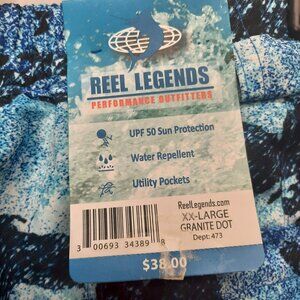 REEL LEGENDS
PERFORMANCE OUTFITTERS
UPF 50 Sun Protection
Water Repellent
Utility Pockets
ReelLegends.com
XX-LARGE
GRANITE DOT
Dept: 473
3 00693 34389 8
$38.00